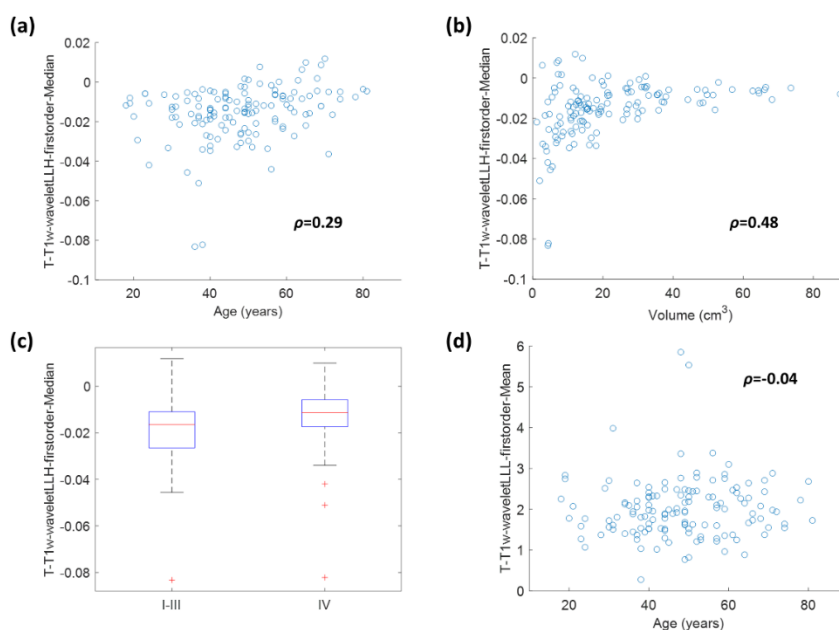 (a)
0.02
0
-0.02
-0.04
-0.06
-0.08
-0.1
20
40
60
80
Age (years)
T-T1w-waveletLLH-firstorder-Median
ρ=0.29
(b)
0.02
0
-0.02
-0.04
-0.06
-0.08
-0.1
0
20
40
60
80
Volume (cm³)
T-T1w-waveletLLH-firstorder-Median
ρ=0.48
(c)
0
-0.02
-0.04
-0.06
-0.08
I-III
IV
T-T1w-waveletLLH-firstorder-Median
(d)
6
5
4
3
2
1
0
20
40
60
80
Age (years)
T-T1w-waveletLLL-firstorder-Mean
ρ=-0.04